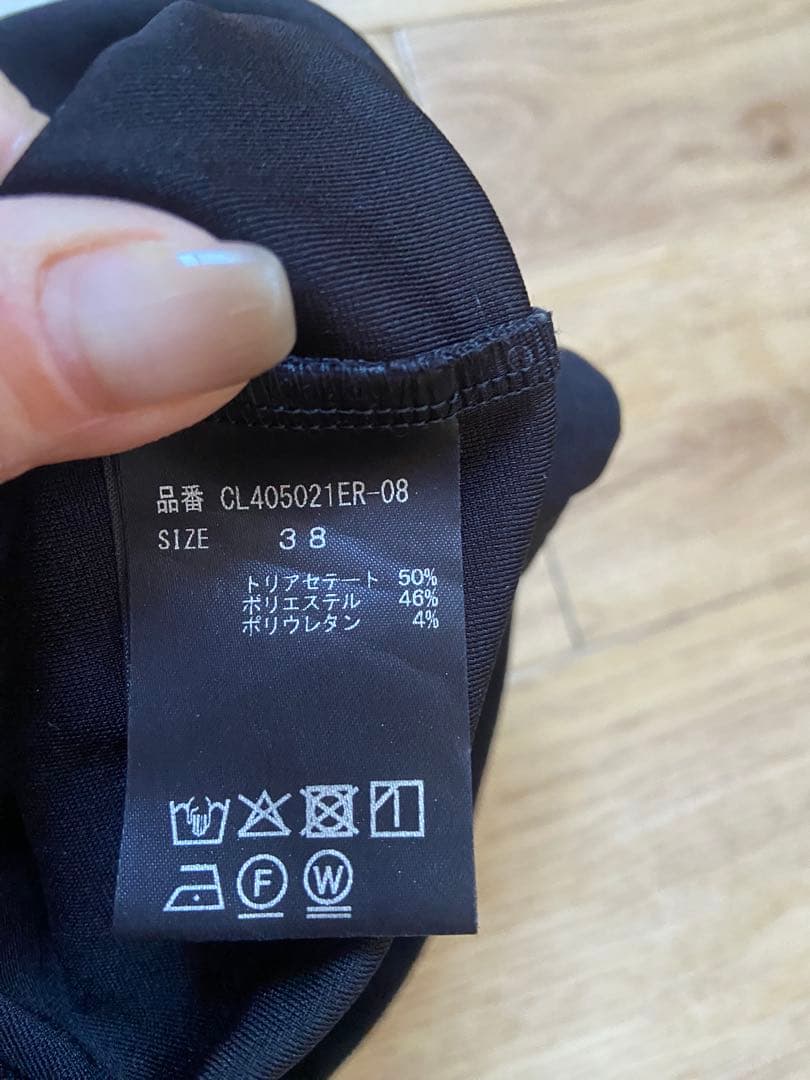 品番 CL405021ER-08
SIZE 38
トリアセテート 50%
ポリエステル 46%
ポリウレタン 4%
F W